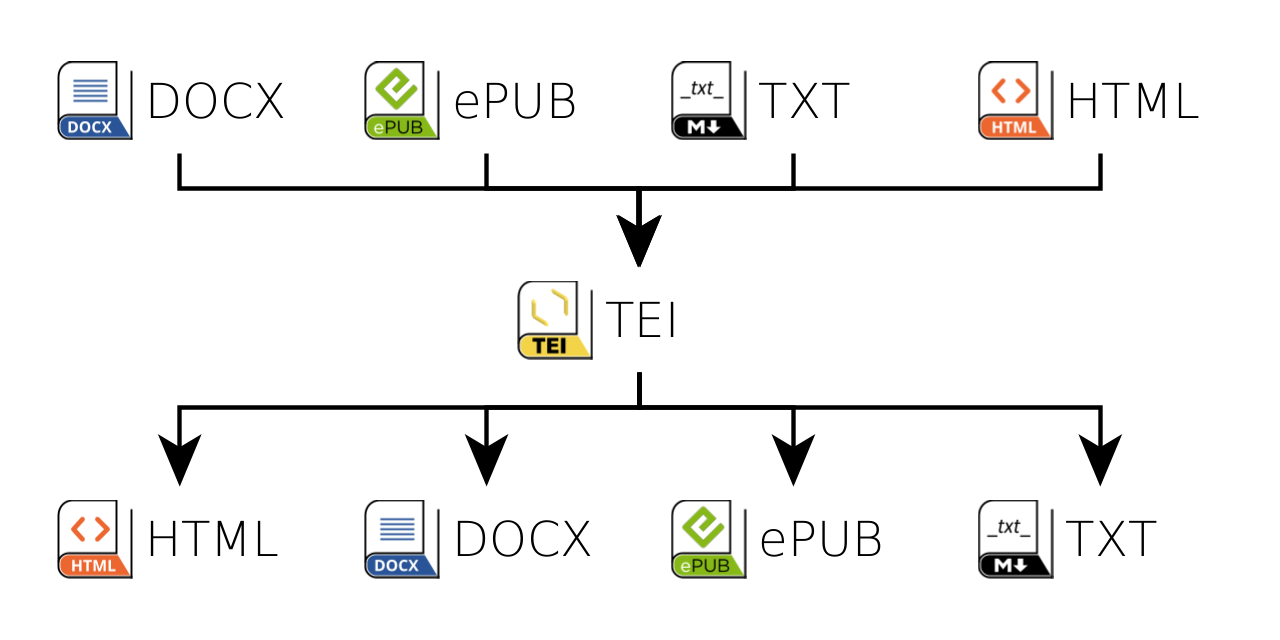 DOCX ePUB _txt_ TXT HTML
DOCX ePUB M HTML
TEI
TEI
HTML DOCX ePUB _txt_ TXT
HTML DOCX ePUB M